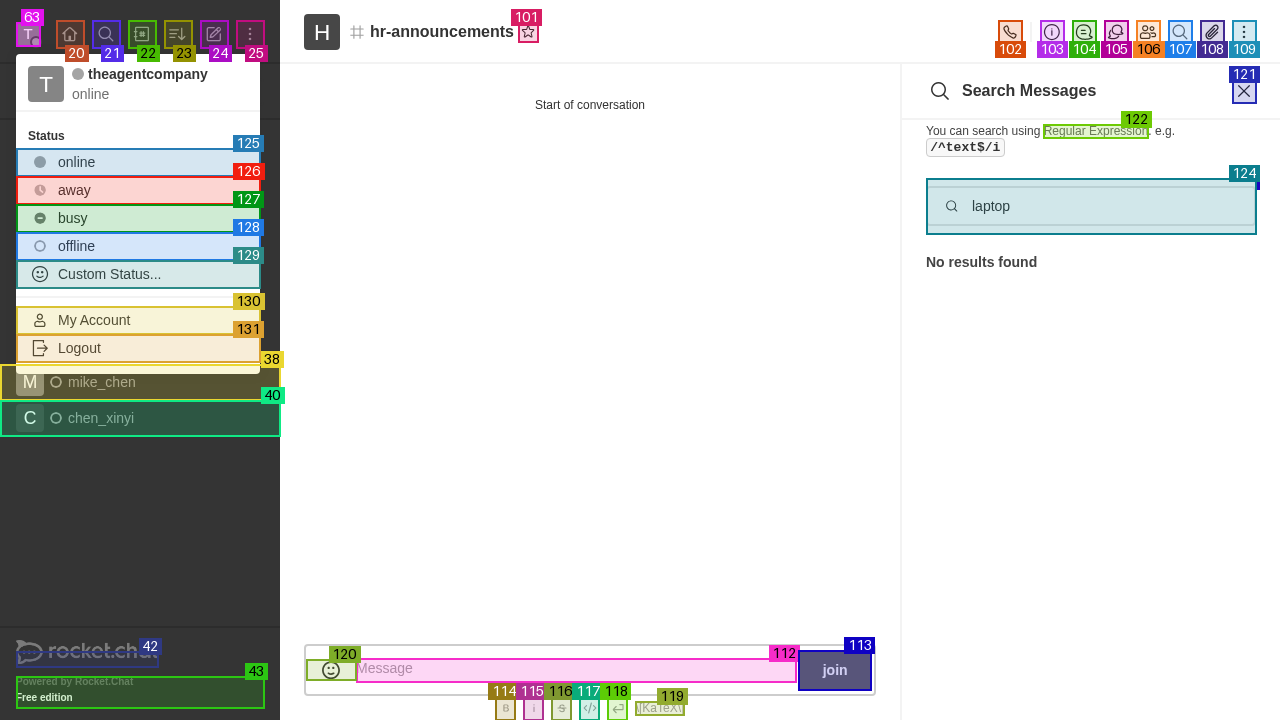 63
T
20
21
22
23
24
25
H
hr-announcements
101
102
103
104
105
106
107
108
109
T
theagentcompany
online
Start of conversation
Search Messages
121
You can search using Regular Expression. e.g.
122
/^text$/i
Status
125
online
126
away
127
busy
128
offline
129
Custom Status...
124
laptop
No results found
130
My Account
131
Logout
38
M
mike_chen
40
C
chen_xinyi
42
rocket.chat
43
Powered by Rocket.Chat
Free edition
120
Message
112
113
join
114
115
116
117
118
119
B
i
S
</>
\(KaTeX\)